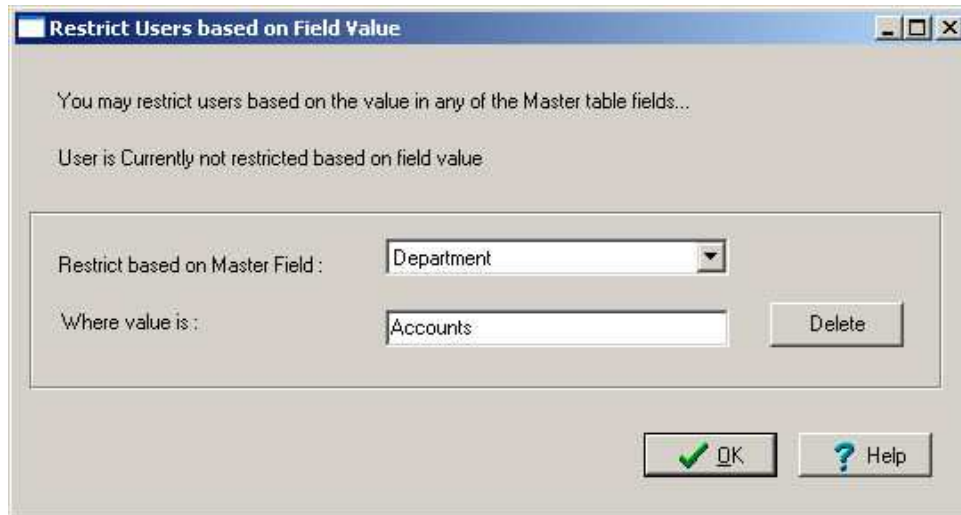 Restrict Users based on Field Value
You may restrict users based on the value in any of the Master table fields...
User is Currently not restricted based on field value
Restrict based on Master Field :
Department
Where value is :
Accounts
Delete
OK
Help